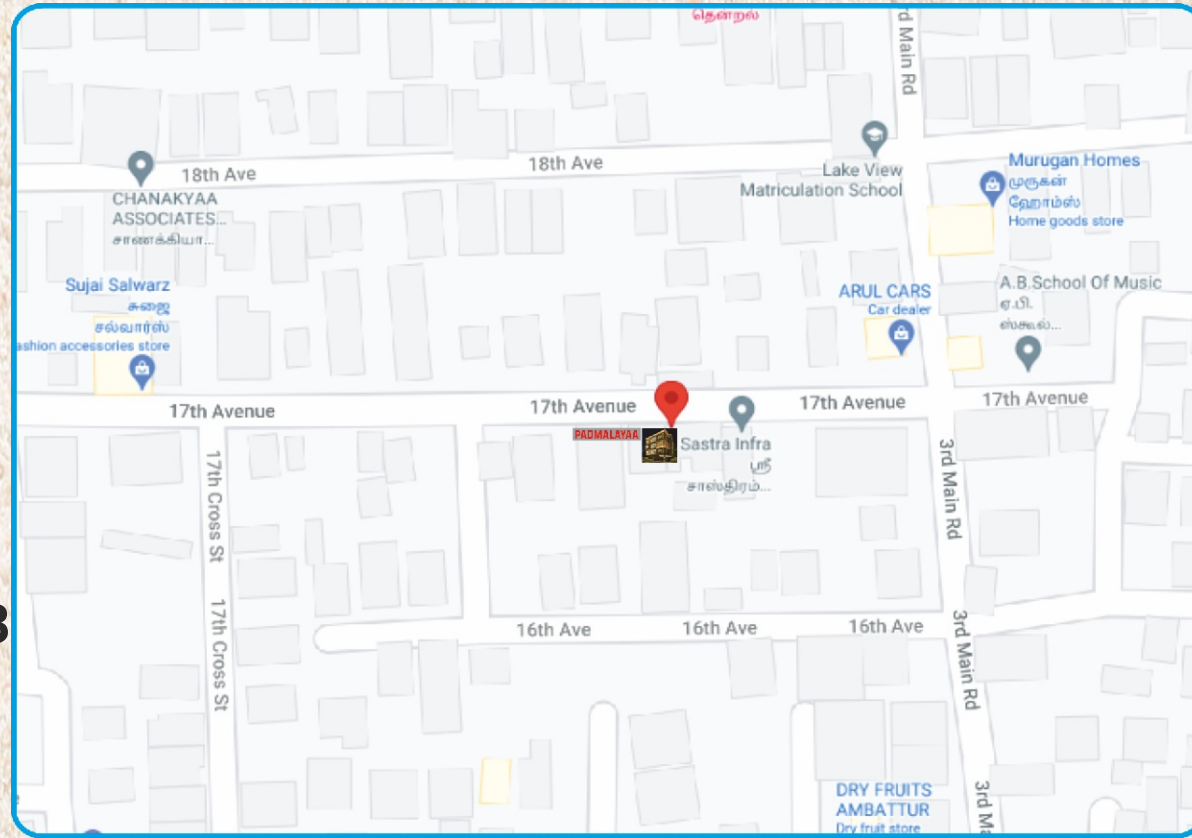 தென்றல்
rd Main Rd
18th Ave
18th Ave
CHANAKYAA
ASSOCIATES...
சாணக்கியா...
Lake View
Matriculation School
Murugan Homes
முருகன்
ஹோம்ஸ்
Home goods store
Sujai Salwarz
சுஜை
சல்வார்ஸ்
ashion accessories store
ARUL CARS
Car dealer
A.B.School Of Music
ஏ.பி.
ஸ்கூல்...
17th Avenue
17th Avenue
17th Avenue
17th Avenue
PADMALAYAA
Sastra Infra
ஸ்ரீ
சாஸ்திரம்...
17th Cross St
3rd Main Rd
17th Cross St
16th Ave
16th Ave
16th Ave
3rd Main Rd
3rd Ma
DRY FRUITS
AMBATTUR
Dry fruit store